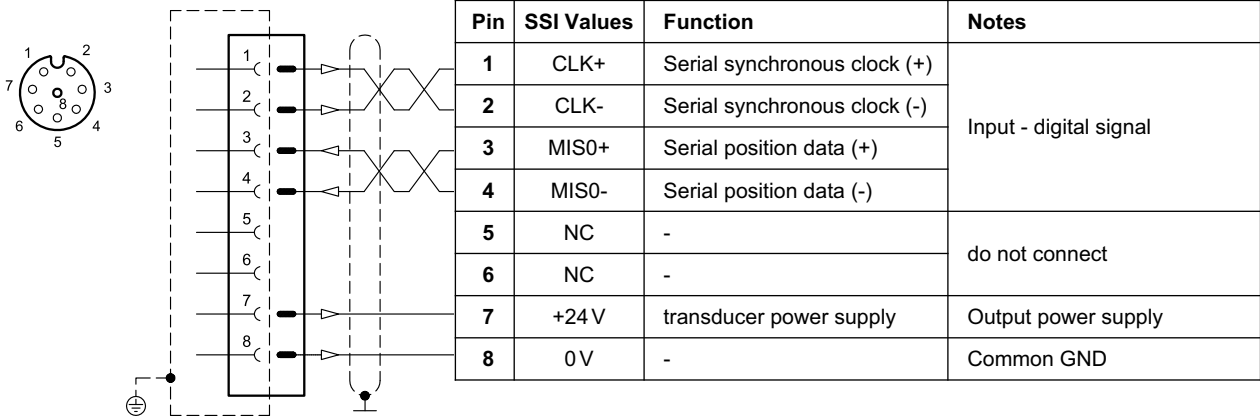 1 2
7 3
8
6 4
5
1
2
3
4
5
6
7
8
Pin SSI Values Function Notes
1 CLK+ Serial synchronous clock (+)
2 CLK- Serial synchronous clock (-)
Input - digital signal
3 MIS0+ Serial position data (+)
4 MIS0- Serial position data (-)
5 NC -
do not connect
6 NC -
7 +24 V transducer power supply Output power supply
8 0 V - Common GND